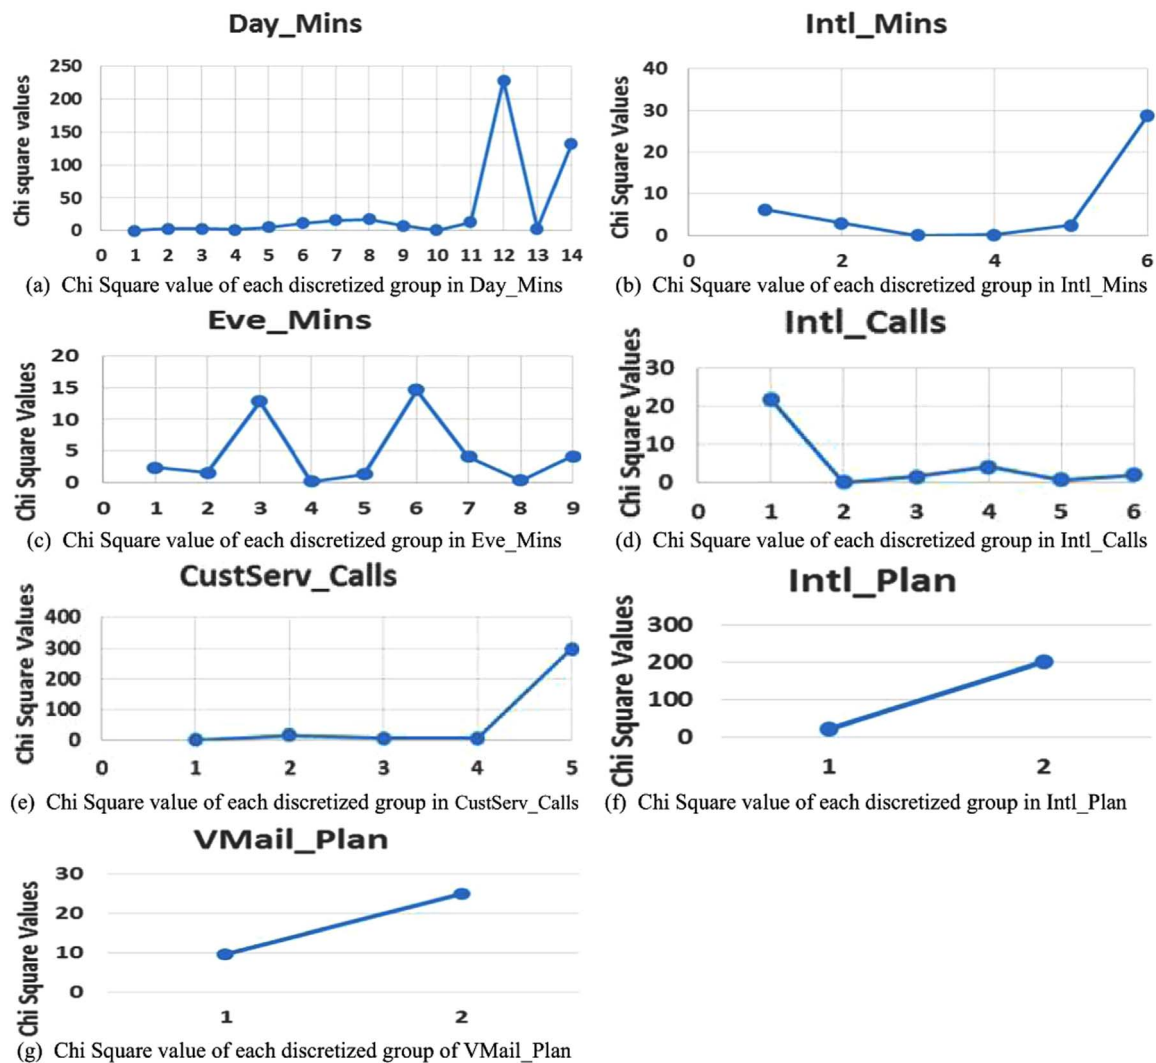 Day_Mins
Chi square values
250
200
150
100
50
0
0 1 2 3 4 5 6 7 8 9 10 11 12 13 14
(a) Chi Square value of each discretized group in Day_Mins
Intl_Mins
Chi Square Values
40
30
20
10
0
0 2 4 6
(b) Chi Square value of each discretized group in Intl_Mins
Eve_Mins
Chi Square Values
20
15
10
5
0
0 1 2 3 4 5 6 7 8 9
(c) Chi Square value of each discretized group in Eve_Mins
Intl_Calls
Chi Square Values
30
20
10
0
0 1 2 3 4 5 6
(d) Chi Square value of each discretized group in Intl_Calls
CustServ_Calls
Chi Square Values
400
300
200
100
0
0 1 2 3 4 5
(e) Chi Square value of each discretized group in CustServ_Calls
Intl_Plan
Chi Square Values
300
200
100
0
1 2
(f) Chi Square value of each discretized group in Intl_Plan
VMail_Plan
Chi Square Values
30
20
10
0
1 2
(g) Chi Square value of each discretized group of VMail_Plan